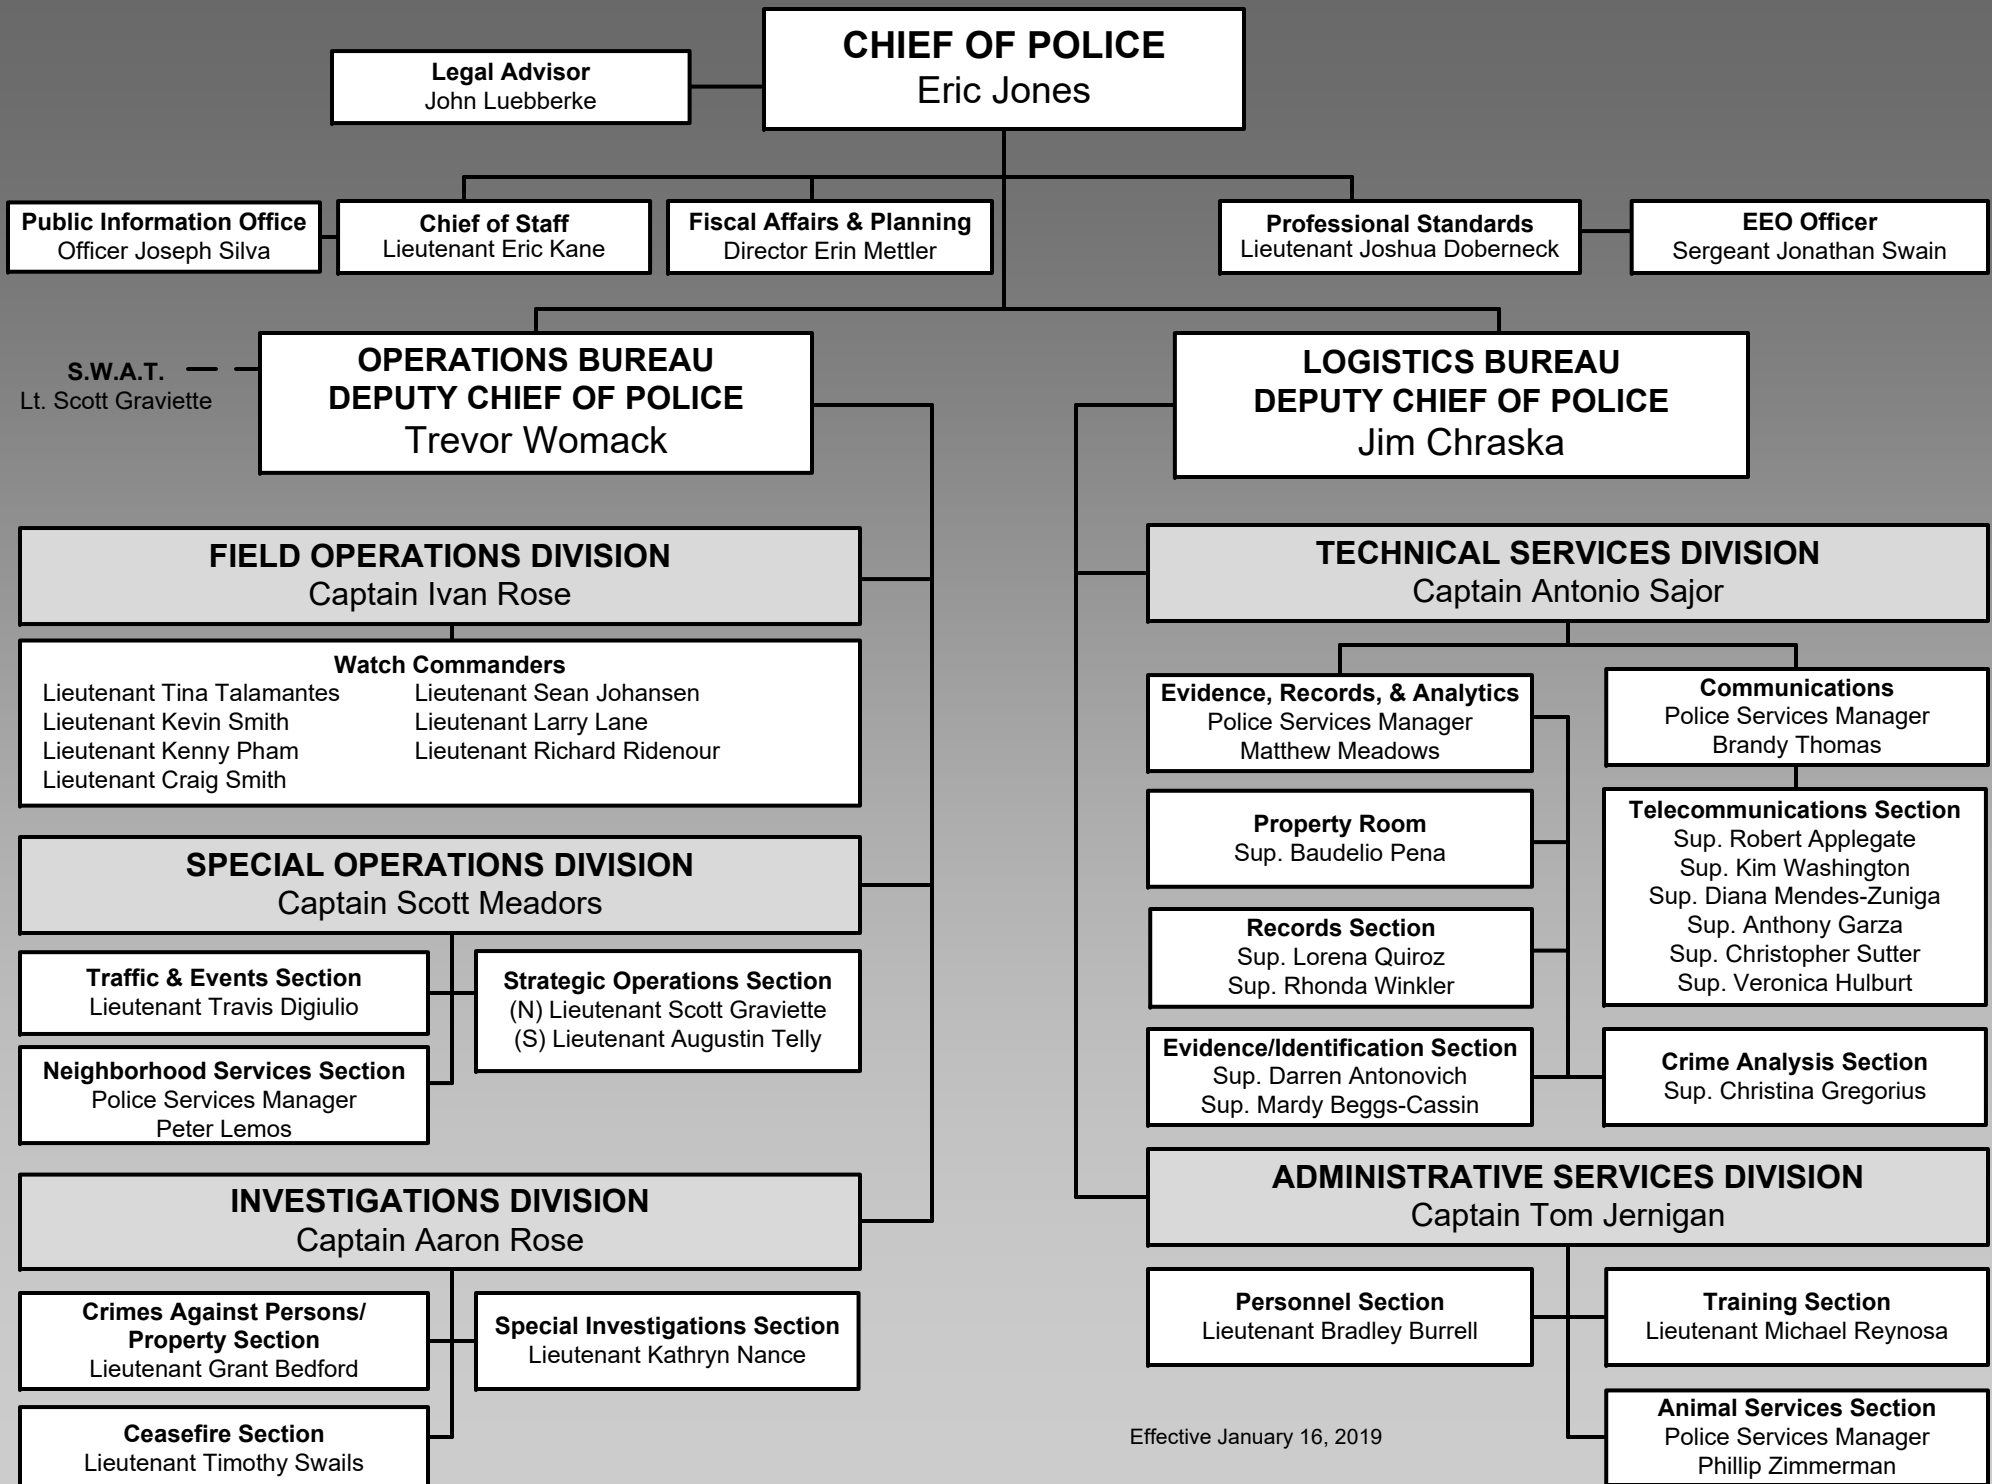 CHIEF OF POLICE
Eric Jones
Legal Advisor
John Luebberke
Public Information Office
Officer Joseph Silva
Chief of Staff
Lieutenant Eric Kane
Fiscal Affairs & Planning
Director Erin Mettler
Professional Standards
Lieutenant Joshua Doberneck
EEO Officer
Sergeant Jonathan Swain
S.W.A.T.
Lt. Scott Graviette
OPERATIONS BUREAU
DEPUTY CHIEF OF POLICE
Trevor Womack
LOGISTICS BUREAU
DEPUTY CHIEF OF POLICE
Jim Chraska
FIELD OPERATIONS DIVISION
Captain Ivan Rose
Watch Commanders
Lieutenant Tina Talamantes
Lieutenant Kevin Smith
Lieutenant Kenny Pham
Lieutenant Craig Smith
Lieutenant Sean Johansen
Lieutenant Larry Lane
Lieutenant Richard Ridenour
SPECIAL OPERATIONS DIVISION
Captain Scott Meadors
Traffic & Events Section
Lieutenant Travis Digiulio
Strategic Operations Section
(N) Lieutenant Scott Graviette
(S) Lieutenant Augustin Telly
Neighborhood Services Section
Police Services Manager
Peter Lemos
INVESTIGATIONS DIVISION
Captain Aaron Rose
Crimes Against Persons/
Property Section
Lieutenant Grant Bedford
Special Investigations Section
Lieutenant Kathryn Nance
Ceasefire Section
Lieutenant Timothy Swails
TECHNICAL SERVICES DIVISION
Captain Antonio Sajor
Evidence, Records, & Analytics
Police Services Manager
Matthew Meadows
Communications
Police Services Manager
Brandy Thomas
Property Room
Sup. Baudelio Pena
Telecommunications Section
Sup. Robert Applegate
Sup. Kim Washington
Sup. Diana Mendes-Zuniga
Sup. Anthony Garza
Sup. Christopher Sutter
Sup. Veronica Hulburt
Records Section
Sup. Lorena Quiroz
Sup. Rhonda Winkler
Evidence/Identification Section
Sup. Darren Antonovich
Sup. Mardy Beggs-Cassin
Crime Analysis Section
Sup. Christina Gregorius
ADMINISTRATIVE SERVICES DIVISION
Captain Tom Jernigan
Personnel Section
Lieutenant Bradley Burrell
Training Section
Lieutenant Michael Reynosa
Animal Services Section
Police Services Manager
Phillip Zimmerman
Effective January 16, 2019